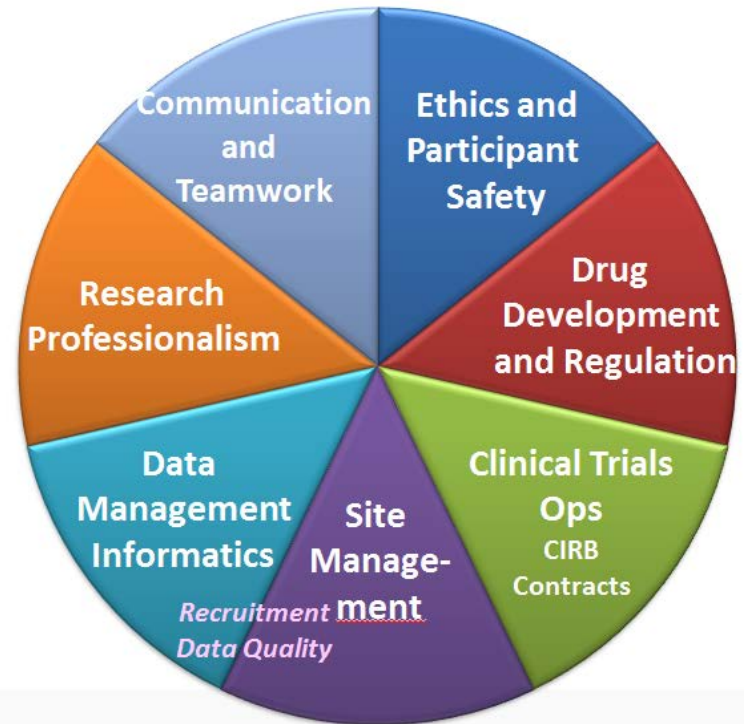 Communication
and
Teamwork
Ethics and
Participant
Safety
Drug
Development
and Regulation
Clinical Trials
Ops
CIRB
Contracts
Site
Manage-
ment
Recruitment
Data Quality
Data
Management
Informatics
Research
Professionalism